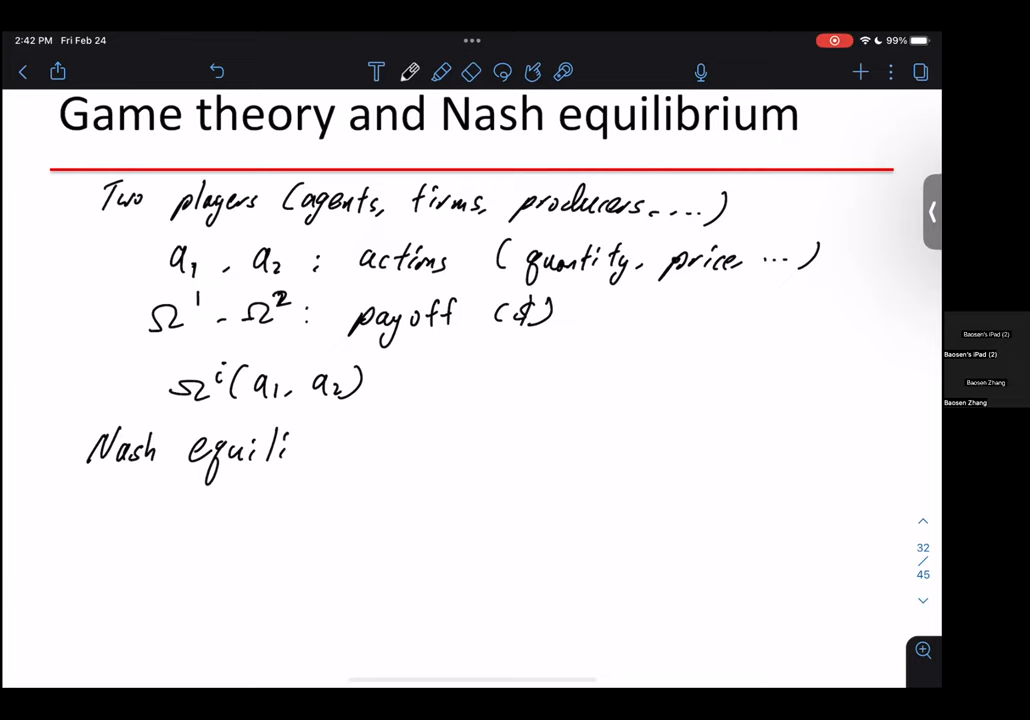 2:42 PM Fri Feb 24
99%
Game theory and Nash equilibrium
Two players (agents, firms, producers, ....)
a₁, a₂ : actions (quantity, price, ...)
Ω¹, Ω² : payoff ($)
Ωⁱ(a₁, a₂)
Nash equili
Baosen's iPad (2)
Baosen's iPad (2)
Baosen Zhang
Baosen Zhang
32
/
45